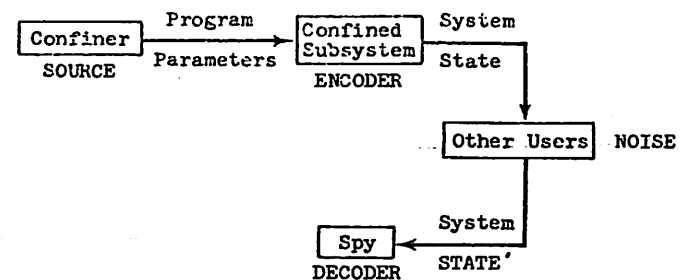 Program
System
Confiner
Confined
Subsystem
Parameters
State
SOURCE
ENCODER
Other Users
NOISE
System
Spy
STATE'
DECODER